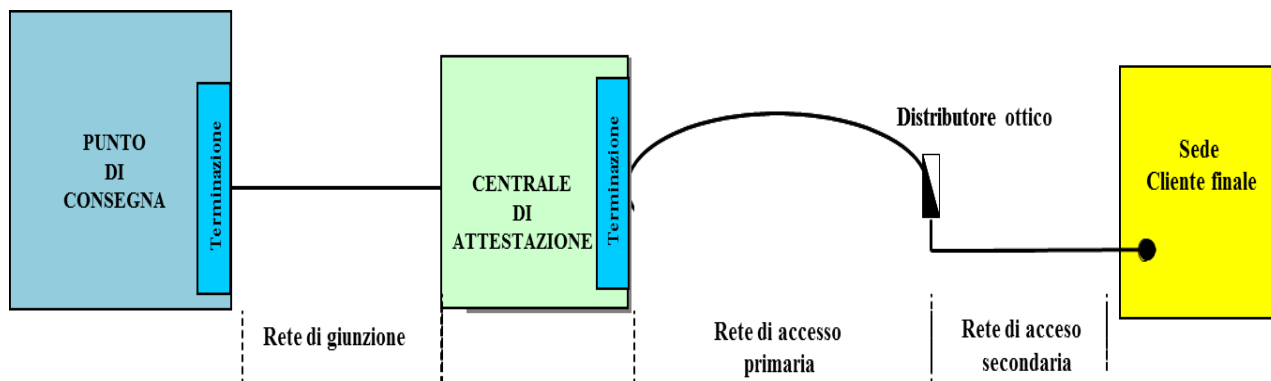 PUNTO
DI
CONSEGNA
Terminazione
CENTRALE
DI
ATTESTAZIONE
Terminazione
Distributore ottico
Sede
Cliente finale
Rete di giunzione
Rete di accesso
primaria
Rete di acceso
secondaria